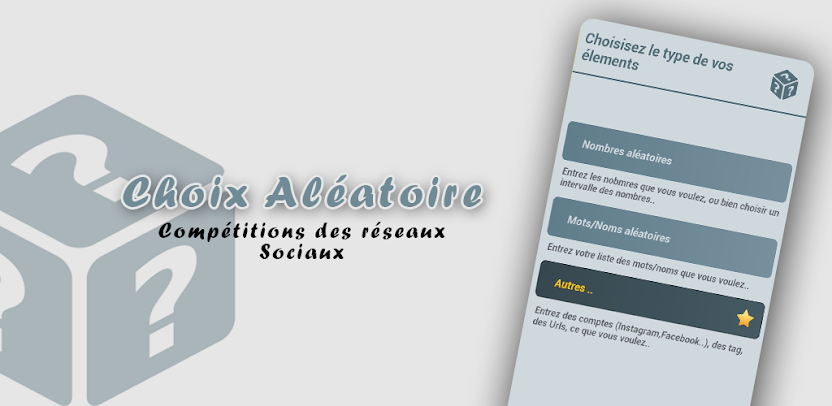 Choix Aléatoire
Compétitions des réseaux
Sociaux
Choisisez le type de vos
élements
Nombres aléatoires
Entrez les nobmres que vous voulez, ou bien choisir un
intervalle des nombres..
Mots/Noms aléatoires
Entrez votre liste des mots/noms que vous voulez..
Autres ..
Entrez des comptes (Instagram,Facebook..), des tag,
des Urls, ce que vous voulez..